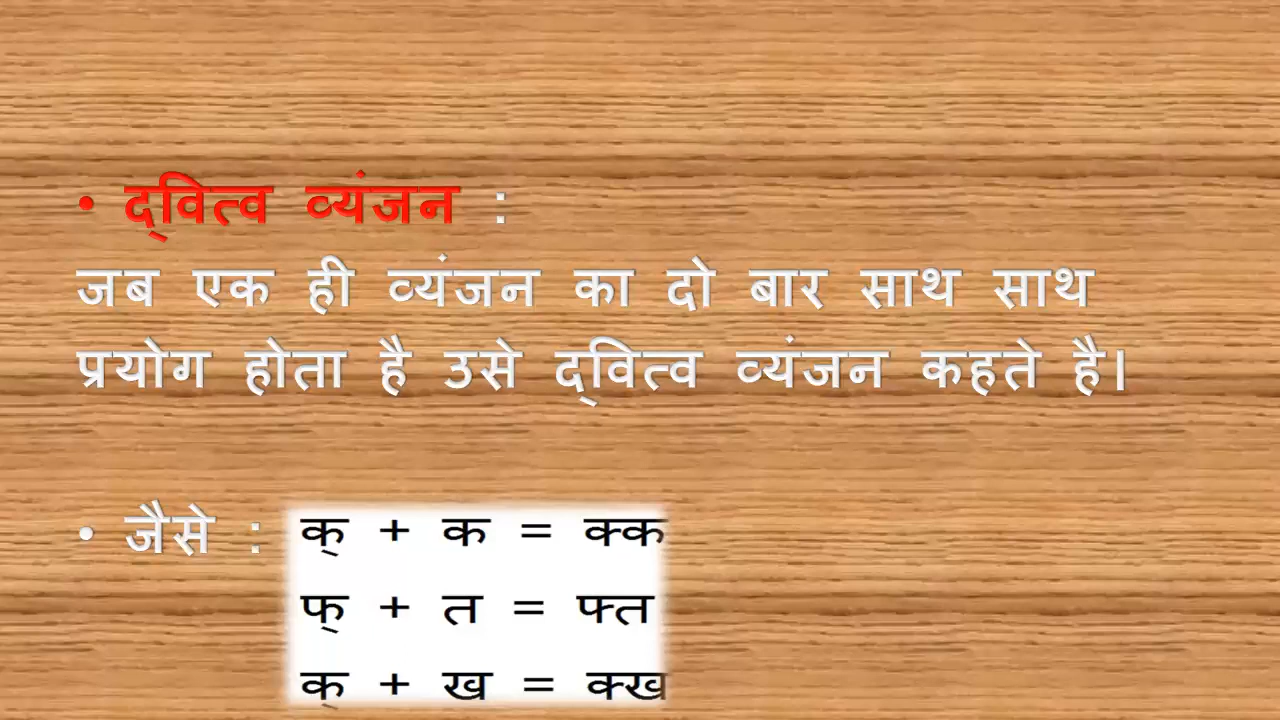 • द्वित्व व्यंजन :
जब एक ही व्यंजन का दो बार साथ साथ
प्रयोग होता है उसे द्वित्व व्यंजन कहते है।
• जैसे : क् + क = क्क
फ् + त = फ्त
क् + ख = क्ख